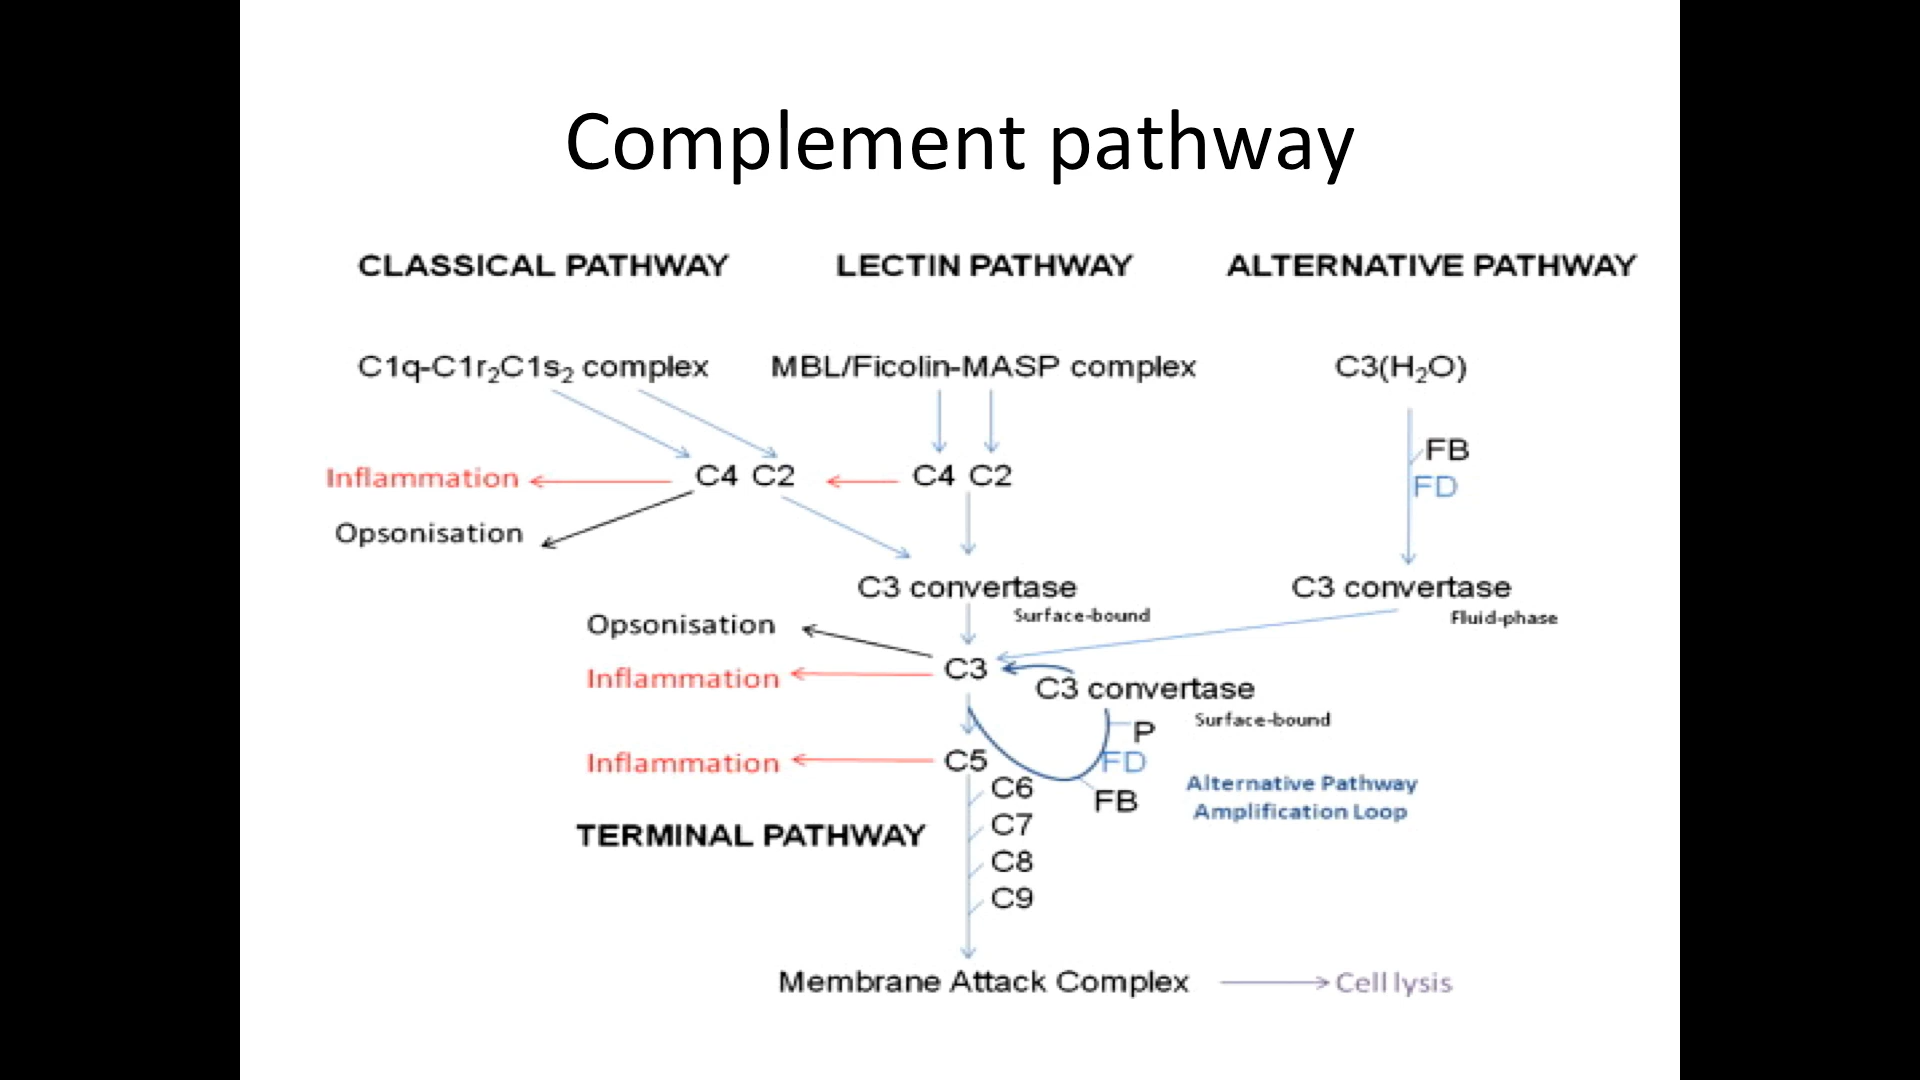 Complement pathway
CLASSICAL PATHWAY
LECTIN PATHWAY
ALTERNATIVE PATHWAY
C1q-C1r₂C1s₂ complex
MBL/Ficolin-MASP complex
C3(H₂O)
FB
FD
Inflammation
C4 C2
C4 C2
Opsonisation
C3 convertase
Surface-bound
C3 convertase
Fluid-phase
Opsonisation
C3
Inflammation
C3 convertase
Surface-bound
P
FD
FB
Alternative Pathway
Amplification Loop
Inflammation
C5
C6
C7
C8
C9
TERMINAL PATHWAY
Membrane Attack Complex
Cell lysis